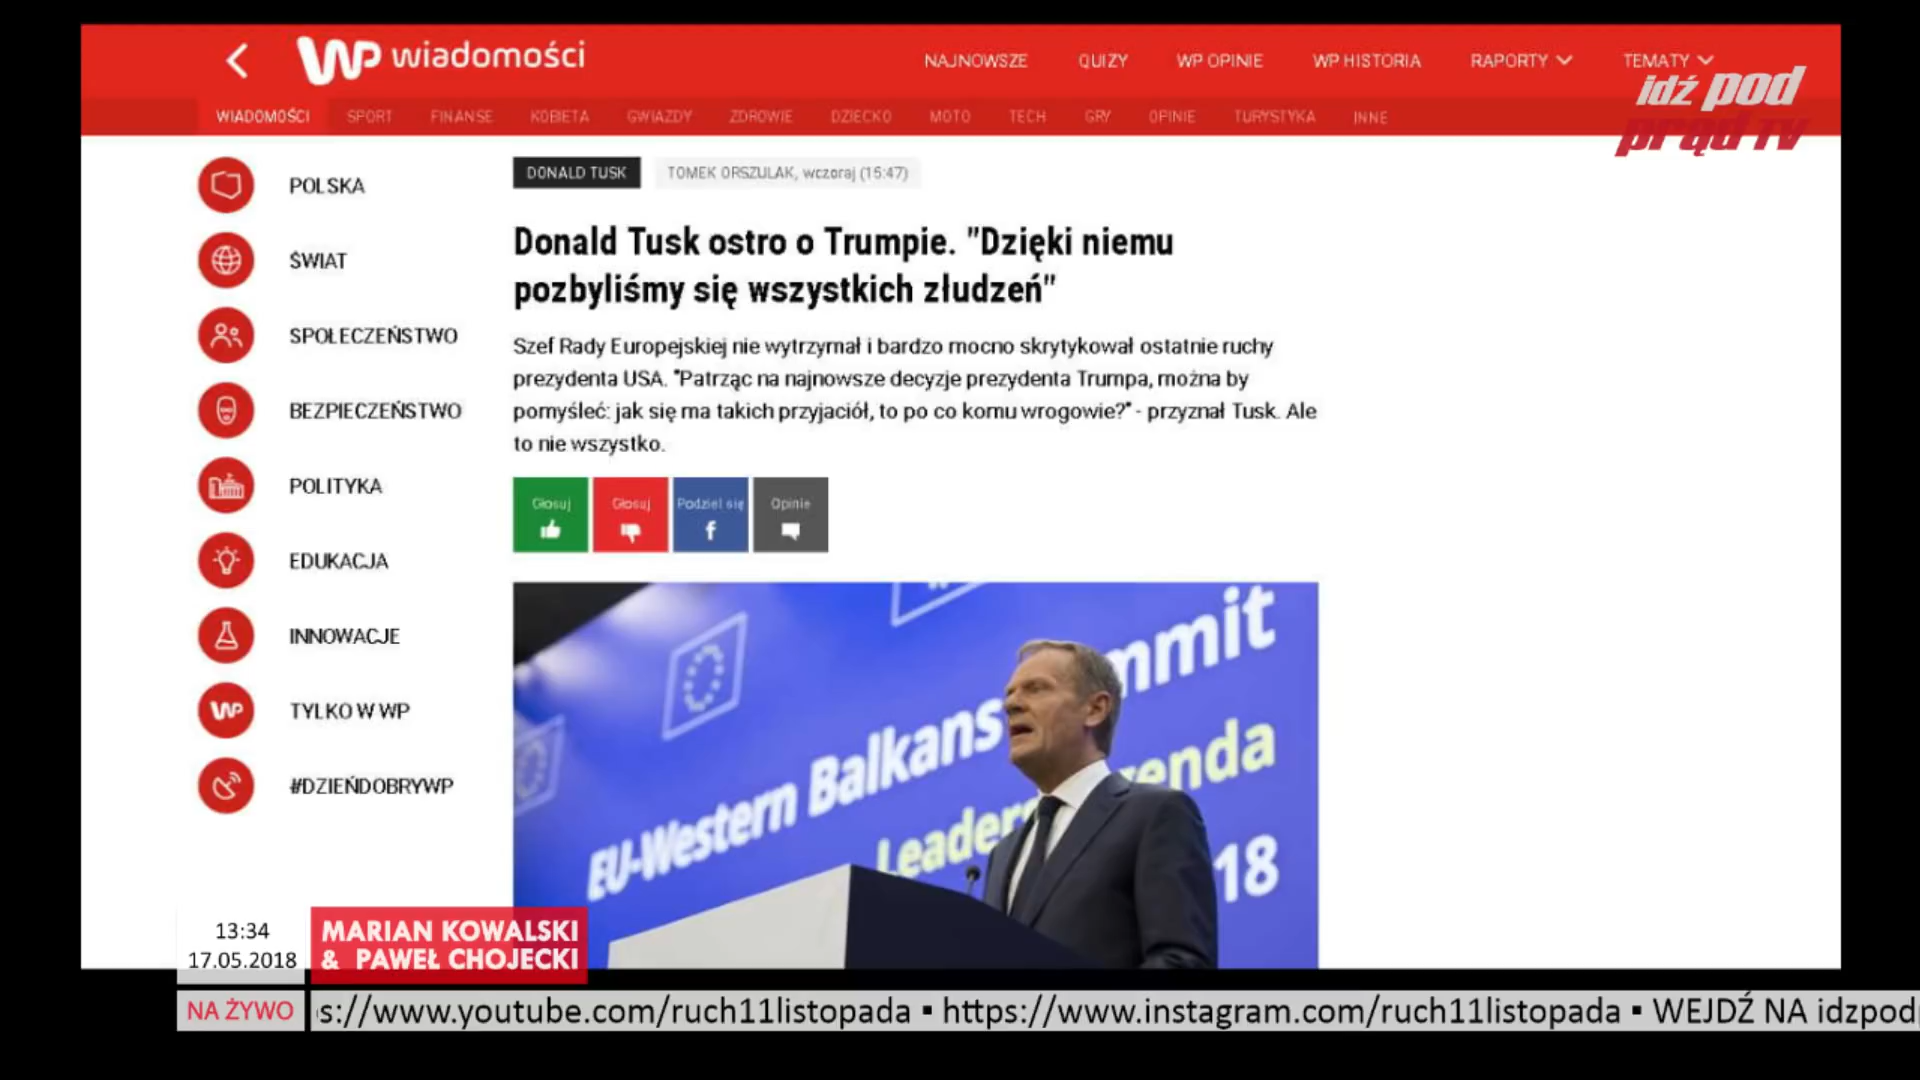 WP wiadomości
NAJNOWSZE QUIZY WP OPINIE WP HISTORIA RAPORTY TEMATY
idź pod
prąd TV
WIADOMOŚCI SPORT FINANSE KOBIETA GWIAZDY ZDROWIE DZIECKO MOTO TECH GRY OPINIE TURYSTYKA INNE
POLSKA
ŚWIAT
SPOŁECZEŃSTWO
BEZPIECZEŃSTWO
POLITYKA
EDUKACJA
INNOWACJE
TYLKO W WP
#DZIEŃDOBRYWP
DONALD TUSK TOMEK ORSZULAK, wczoraj (15:47)
Donald Tusk ostro o Trumpie. "Dzięki niemu
pozbyliśmy się wszystkich złudzeń"
Szef Rady Europejskiej nie wytrzymał i bardzo mocno skrytykował ostatnie ruchy
prezydenta USA. "Patrząc na najnowsze decyzje prezydenta Trumpa, można by
pomyśleć: jak się ma takich przyjaciół, to po co komu wrogowie?" - przyznał Tusk. Ale
to nie wszystko.
Głosuj Głosuj Podziel się Opinie
EU-Western Balkans mmit
Leaders enda
18
13:34
17.05.2018
MARIAN KOWALSKI
& PAWEŁ CHOJECKI
NA ŻYWO s://www.youtube.com/ruch11listopada ▪ https://www.instagram.com/ruch11listopada ▪ WEJDŹ NA idzpod